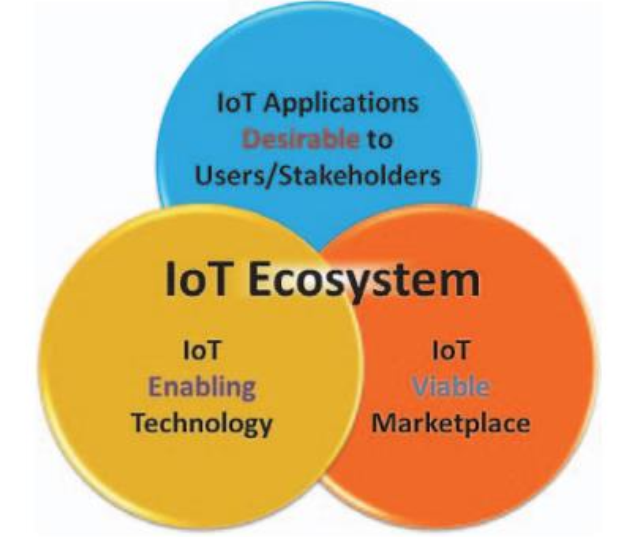 IoT Applications
Desirable to
Users/Stakeholders
IoT Ecosystem
IoT
Enabling
Technology
IoT
Viable
Marketplace